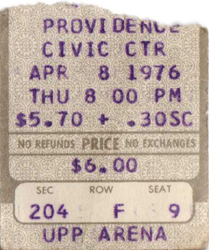 PROVIDENCE
CIVIC CTR
APR 8 1976
THU 8 00 PM
$5.70 + .30SC
NO REFUNDS PRICE NO EXCHANGES
$6.00
SEC ROW SEAT
204 F 9
UPP ARENA